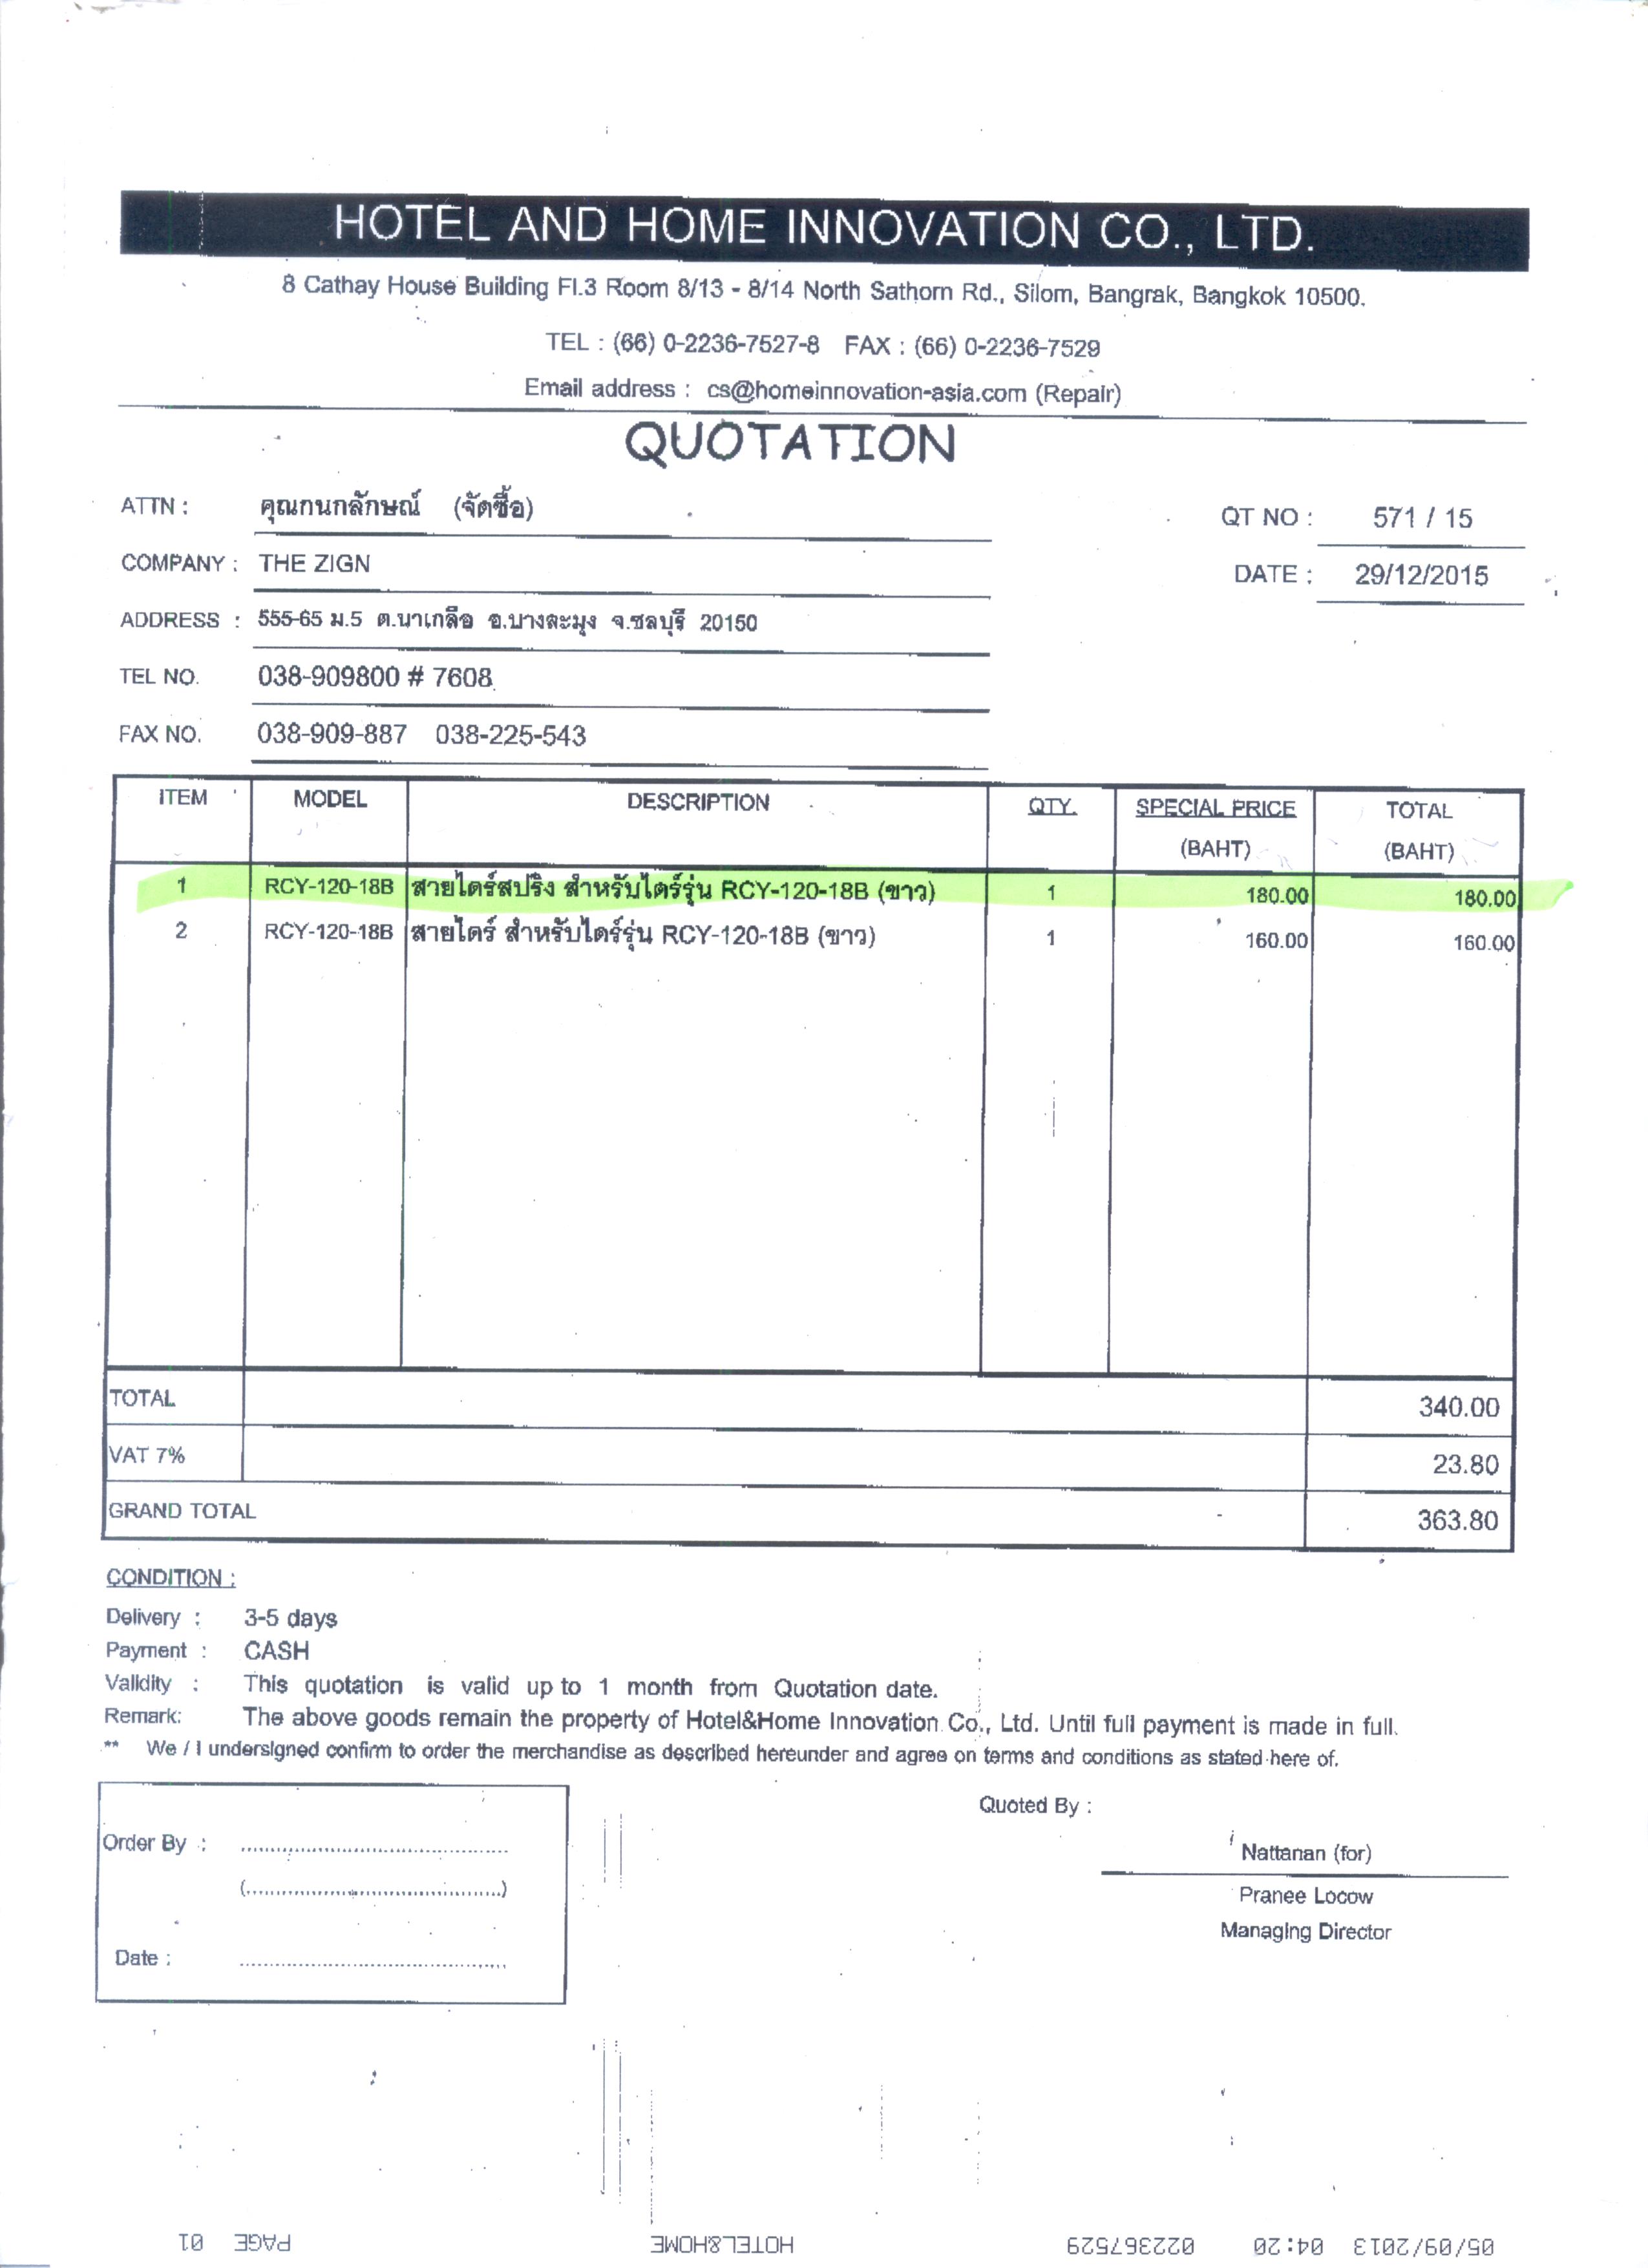 HOTEL AND HOME INNOVATION CO., LTD.
8 Cathay House Building Fl.3 Room 8/13 - 8/14 North Sathorn Rd., Silom, Bangrak, Bangkok 10500.
TEL : (66) 0-2236-7527-8 FAX : (66) 0-2236-7529
Email address : cs@homeinnovation-asia.com (Repair)
QUOTATION
ATTN : คุณกนกลักษณ์ (จัดซื้อ) QT NO : 571 / 15
COMPANY : THE ZIGN DATE : 29/12/2015
ADDRESS : 555-65 ม.5 ต.นาเกลือ อ.บางละมุง จ.ชลบุรี 20150
TEL NO. 038-909800 # 7608
FAX NO. 038-909-887 038-225-543
ITEM MODEL DESCRIPTION QTY. SPECIAL PRICE TOTAL
(BAHT) (BAHT)
1 RCY-120-18B สายไดร์สปริง สำหรับไดร์รุ่น RCY-120-18B (ขาว) 1 180.00 180.00
2 RCY-120-18B สายไดร์ สำหรับไดร์รุ่น RCY-120-18B (ขาว) 1 160.00 160.00
TOTAL 340.00
VAT 7% 23.80
GRAND TOTAL - 363.80
CONDITION :
Delivery : 3-5 days
Payment : CASH
Validity : This quotation is valid up to 1 month from Quotation date.
Remark: The above goods remain the property of Hotel&Home Innovation Co., Ltd. Until full payment is made in full.
** We / I undersigned confirm to order the merchandise as described hereunder and agree on terms and conditions as stated here of.
Quoted By :
Order By : Nattanan (for)
(..........) Pranee Locow
Managing Director
Date :
05/09/2013 04:20 022367529 HOTEL&HOME PAGE 01